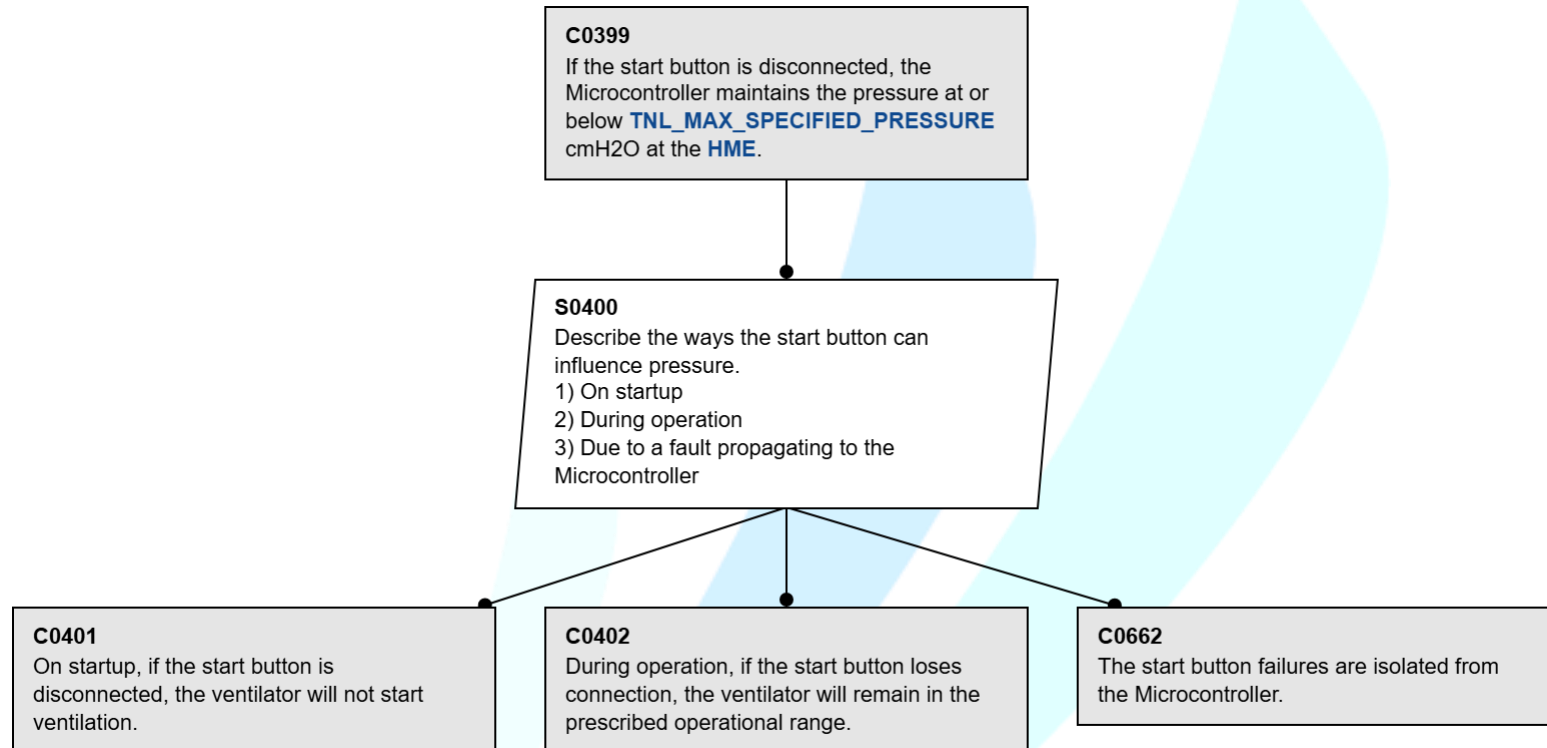 C0399
If the start button is disconnected, the
Microcontroller maintains the pressure at or
below TNL_MAX_SPECIFIED_PRESSURE
cmH2O at the HME.
S0400
Describe the ways the start button can
influence pressure.
1) On startup
2) During operation
3) Due to a fault propagating to the
Microcontroller
C0401
On startup, if the start button is
disconnected, the ventilator will not start
ventilation.
C0402
During operation, if the start button loses
connection, the ventilator will remain in the
prescribed operational range.
C0662
The start button failures are isolated from
the Microcontroller.